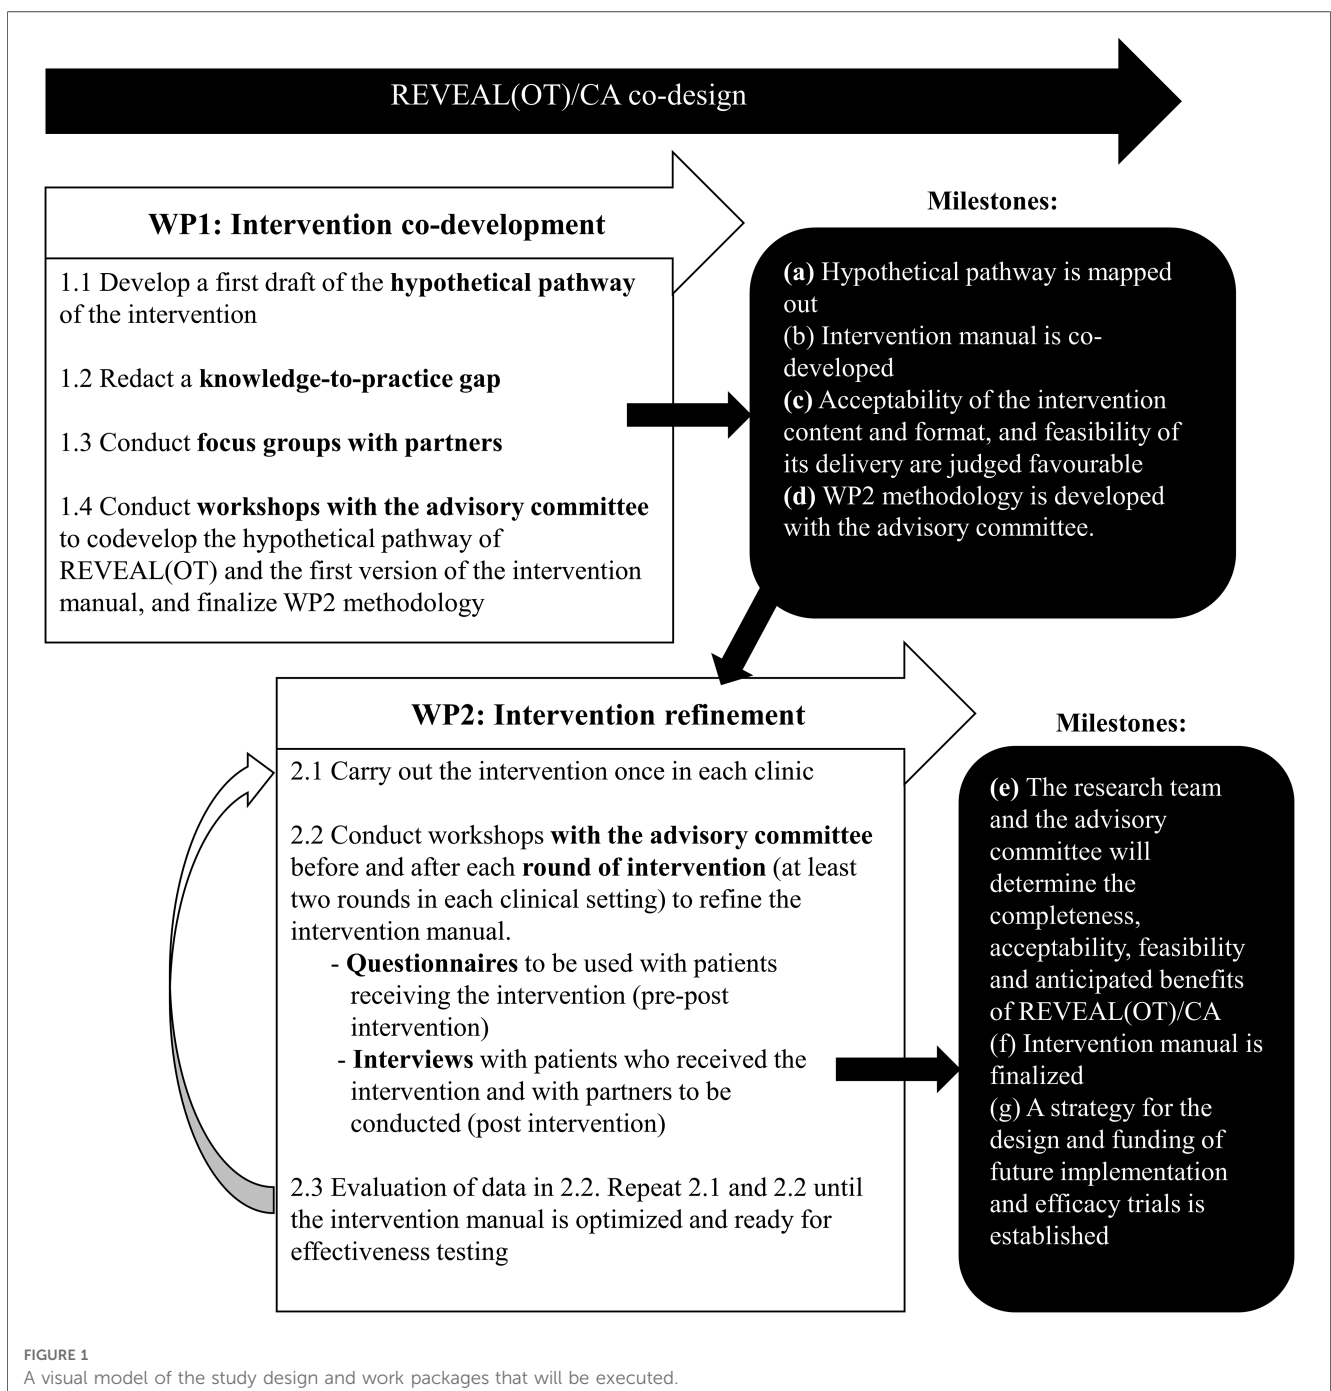 REVEAL(OT)/CA co-design
WP1: Intervention co-development
1.1 Develop a first draft of the hypothetical pathway
of the intervention
1.2 Redact a knowledge-to-practice gap
1.3 Conduct focus groups with partners
1.4 Conduct workshops with the advisory committee
to codevelop the hypothetical pathway of
REVEAL(OT) and the first version of the intervention
manual, and finalize WP2 methodology
Milestones:
(a) Hypothetical pathway is mapped
out
(b) Intervention manual is co-
developed
(c) Acceptability of the intervention
content and format, and feasibility of
its delivery are judged favourable
(d) WP2 methodology is developed
with the advisory committee.
WP2: Intervention refinement
2.1 Carry out the intervention once in each clinic
2.2 Conduct workshops with the advisory committee
before and after each round of intervention (at least
two rounds in each clinical setting) to refine the
intervention manual.
- Questionnaires to be used with patients
receiving the intervention (pre-post
intervention)
- Interviews with patients who received the
intervention and with partners to be
conducted (post intervention)
2.3 Evaluation of data in 2.2. Repeat 2.1 and 2.2 until
the intervention manual is optimized and ready for
effectiveness testing
Milestones:
(e) The research team
and the advisory
committee will
determine the
completeness,
acceptability, feasibility
and anticipated benefits
of REVEAL(OT)/CA
(f) Intervention manual is
finalized
(g) A strategy for the
design and funding of
future implementation
and efficacy trials is
established
FIGURE 1
A visual model of the study design and work packages that will be executed.